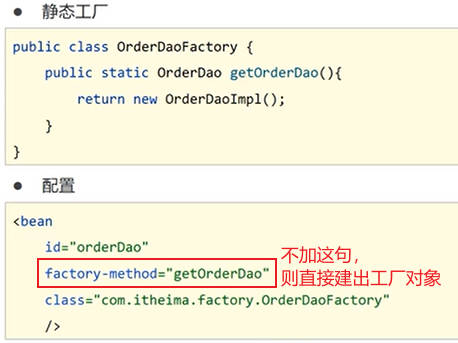 ● 静态工厂
public class OrderDaoFactory {
public static OrderDao getOrderDao(){
return new OrderDaoImpl();
}
}
● 配置
<bean
id="orderDao"
factory-method="getOrderDao"
不加这句，
则直接建出工厂对象
class="com.itheima.factory.OrderDaoFactory"
/>